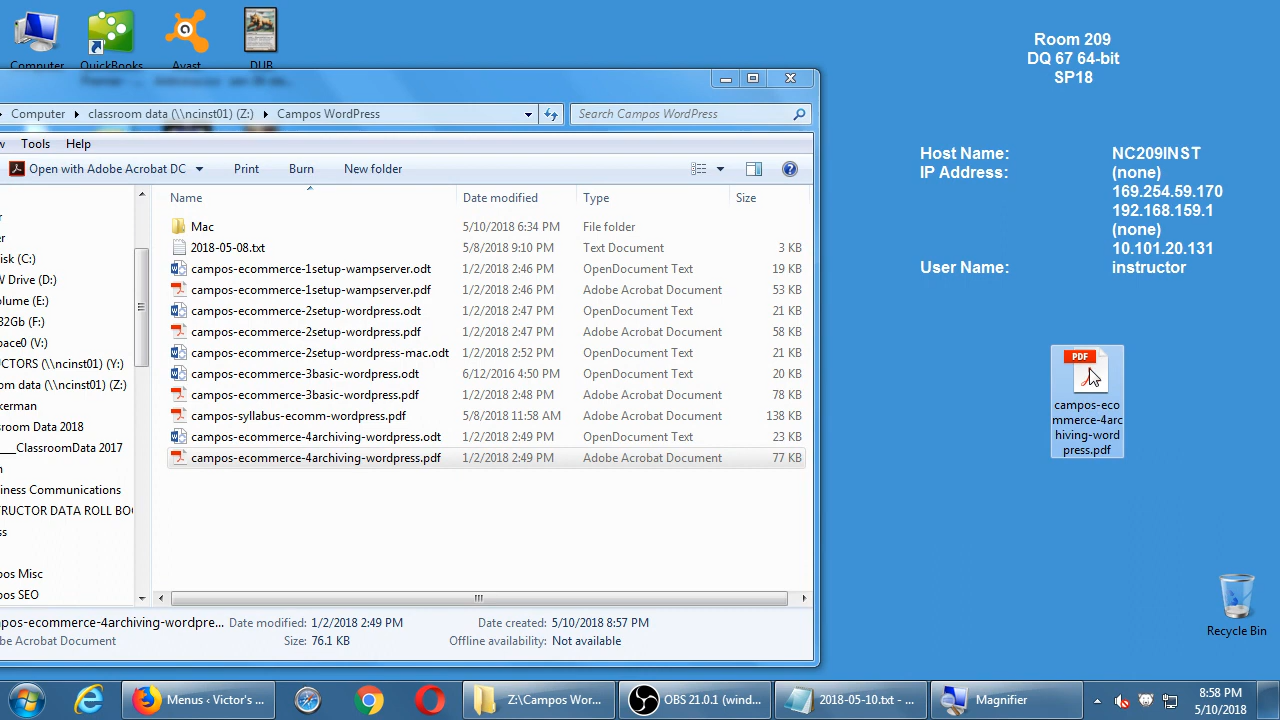 Computer
QuickBooks
Avast
DUB
Room 209
DQ 67 64-bit
SP18
Host Name: NC209INST
IP Address: (none)
169.254.59.170
192.168.159.1
(none)
10.101.20.131
User Name: instructor
Computer classroom data (\\ncinst01) (Z:) Campos WordPress
Search Campos WordPress
w Tools Help
Open with Adobe Acrobat DC Print Burn New folder
Name Date modified Type Size
Mac 5/10/2018 6:34 PM File folder
2018-05-08.txt 5/8/2018 9:10 PM Text Document 3 KB
campos-ecommerce-1setup-wampserver.odt 1/2/2018 2:46 PM OpenDocument Text 19 KB
campos-ecommerce-1setup-wampserver.pdf 1/2/2018 2:46 PM Adobe Acrobat Document 53 KB
campos-ecommerce-2setup-wordpress.odt 1/2/2018 2:47 PM OpenDocument Text 21 KB
campos-ecommerce-2setup-wordpress.pdf 1/2/2018 2:47 PM Adobe Acrobat Document 58 KB
campos-ecommerce-2setup-wordpress-mac.odt 1/2/2018 2:52 PM OpenDocument Text 21 KB
campos-ecommerce-3basic-wordpress.odt 6/12/2016 4:50 PM OpenDocument Text 20 KB
campos-ecommerce-3basic-wordpress.pdf 1/2/2018 2:48 PM Adobe Acrobat Document 78 KB
campos-syllabus-ecomm-wordpress.pdf 5/8/2018 11:58 AM Adobe Acrobat Document 138 KB
campos-ecommerce-4archiving-wordpress.odt 1/2/2018 2:49 PM OpenDocument Text 23 KB
campos-ecommerce-4archiving-wordpress.pdf 1/2/2018 2:49 PM Adobe Acrobat Document 77 KB
r
er
sk (C:)
W Drive (D:)
olume (E:)
32Gb (F:)
pace0 (V:)
UCTORS (\\ncinst01) (Y:)
om data (\\ncinst01) (Z:)
kerman
sroom Data 2018
____ClassroomData 2017
n
iness Communications
TRUCTOR DATA ROLL BO
ss
pos Misc
pos SEO
PDF
campos-eco
mmerce-4arc
hiving-word
press.pdf
pos-ecommerce-4archiving-wordpre... Date modified: 1/2/2018 2:49 PM Date created: 5/10/2018 8:57 PM
be Acrobat Document Size: 76.1 KB Offline availability: Not available
Recycle Bin
Menus ‹ Victor's ...
Z:\Campos Wor...
OBS 21.0.1 (wind...
2018-05-10.txt - ...
Magnifier
8:58 PM
5/10/2018